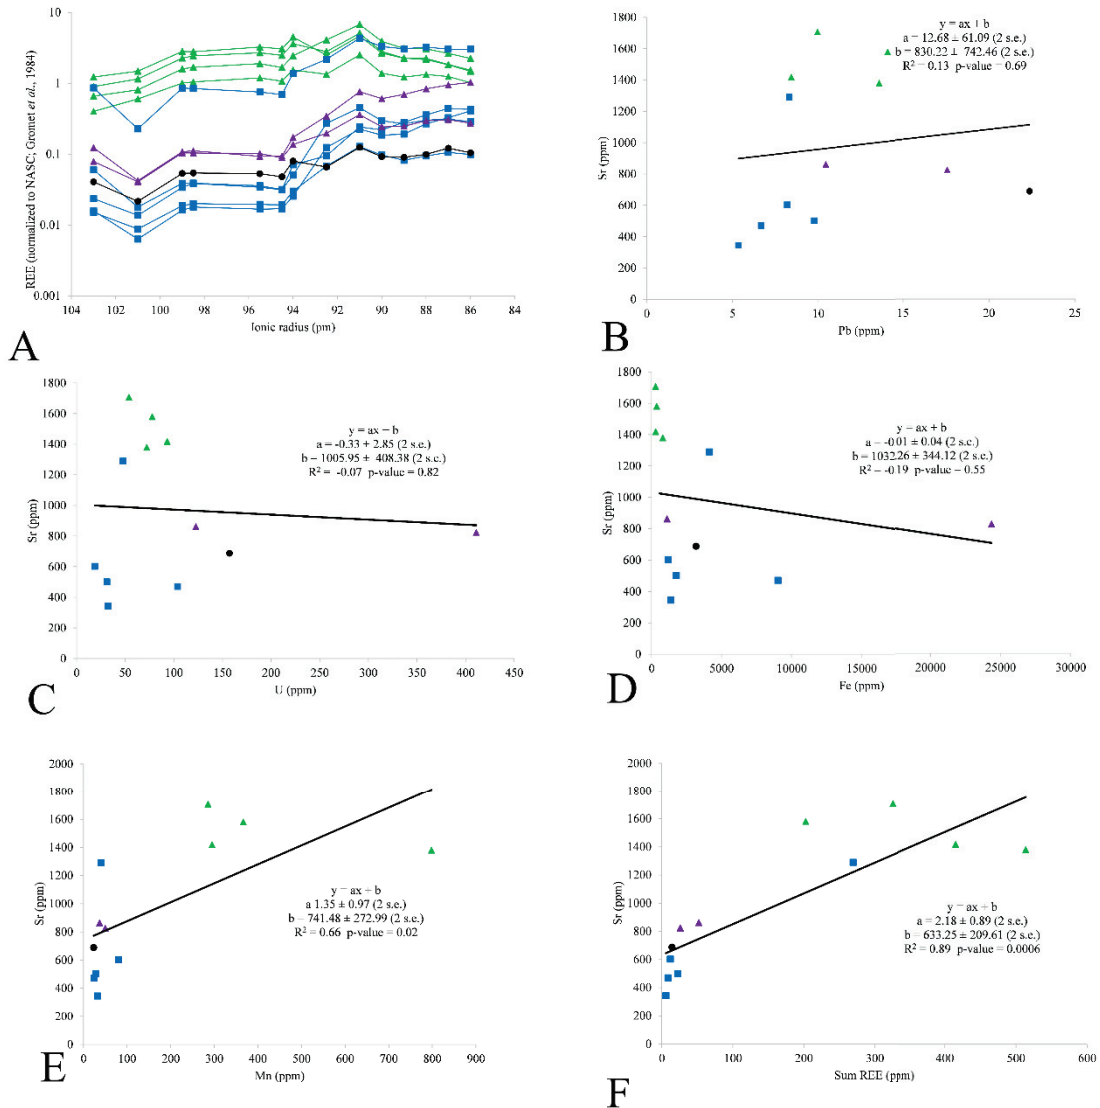 10
1
0.1
0.01
0.001
104
102
100
98
96
94
92
90
88
86
84
REE (normalized to NASC; Gromet et al., 1984)
Ionic radius (pm)
A
1800
1600
1400
1200
1000
800
600
400
200
0
0
5
10
15
20
25
Sr (ppm)
Pb (ppm)
y = ax + b
a = 12.68 ± 61.09 (2 s.e.)
b = 830.22 ± 742.46 (2 s.e.)
R² = 0.13 p-value = 0.69
B
1800
1600
1400
1200
1000
800
600
400
200
0
0
50
100
150
200
250
300
350
400
450
Sr (ppm)
U (ppm)
y = ax + b
a = -0.33 ± 2.85 (2 s.e.)
b = 1005.95 ± 408.38 (2 s.e.)
R² = -0.07 p-value = 0.82
C
1800
1600
1400
1200
1000
800
600
400
200
0
0
5000
10000
15000
20000
25000
30000
Sr (ppm)
Fe (ppm)
y = ax + b
a = -0.01 ± 0.04 (2 s.e.)
b = 1032.26 ± 344.12 (2 s.e.)
R² = -0.19 p-value = 0.55
D
2000
1800
1600
1400
1200
1000
800
600
400
200
0
0
100
200
300
400
500
600
700
800
900
Sr (ppm)
Mn (ppm)
y = ax + b
a 1.35 ± 0.97 (2 s.e.)
b = 741.48 ± 272.99 (2 s.e.)
R² = 0.66 p-value = 0.02
E
2000
1800
1600
1400
1200
1000
800
600
400
200
0
0
100
200
300
400
500
600
Sr (ppm)
Sum REE (ppm)
y = ax + b
a = 2.18 ± 0.89 (2 s.e.)
b = 633.25 ± 209.61 (2 s.e.)
R² = 0.89 p-value = 0.0006
F